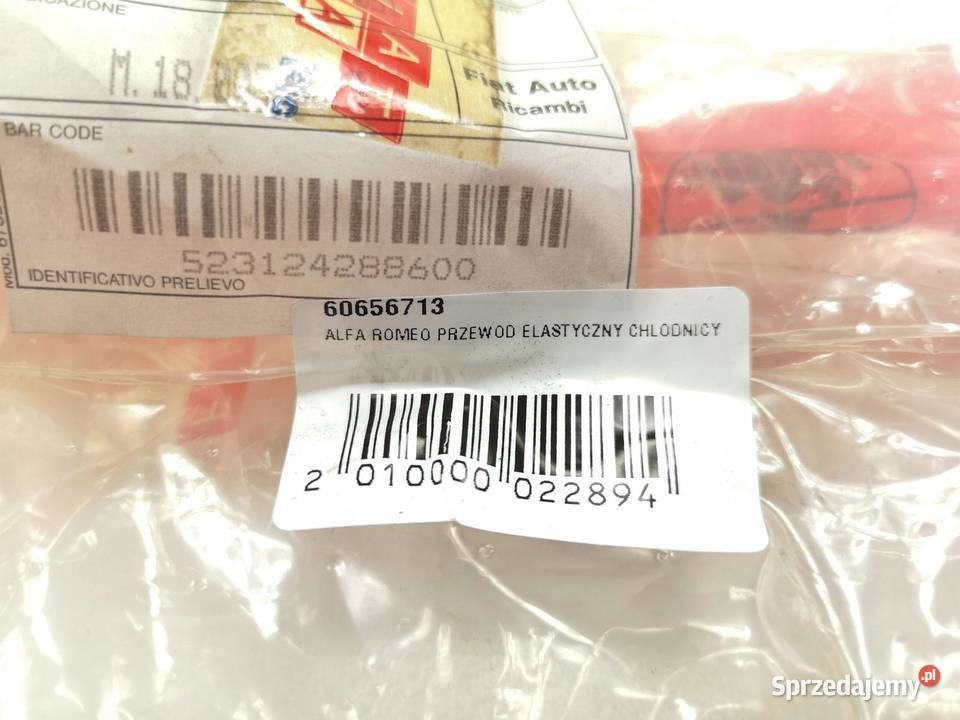 Fiat Auto
Ricambi
BAR CODE
523124288600
IDENTIFICATIVO PRELIEVO
60656713
ALFA ROMEO PRZEWOD ELASTYCZNY CHLODNICY
2 010000 022894
Sprzedajemy.pl